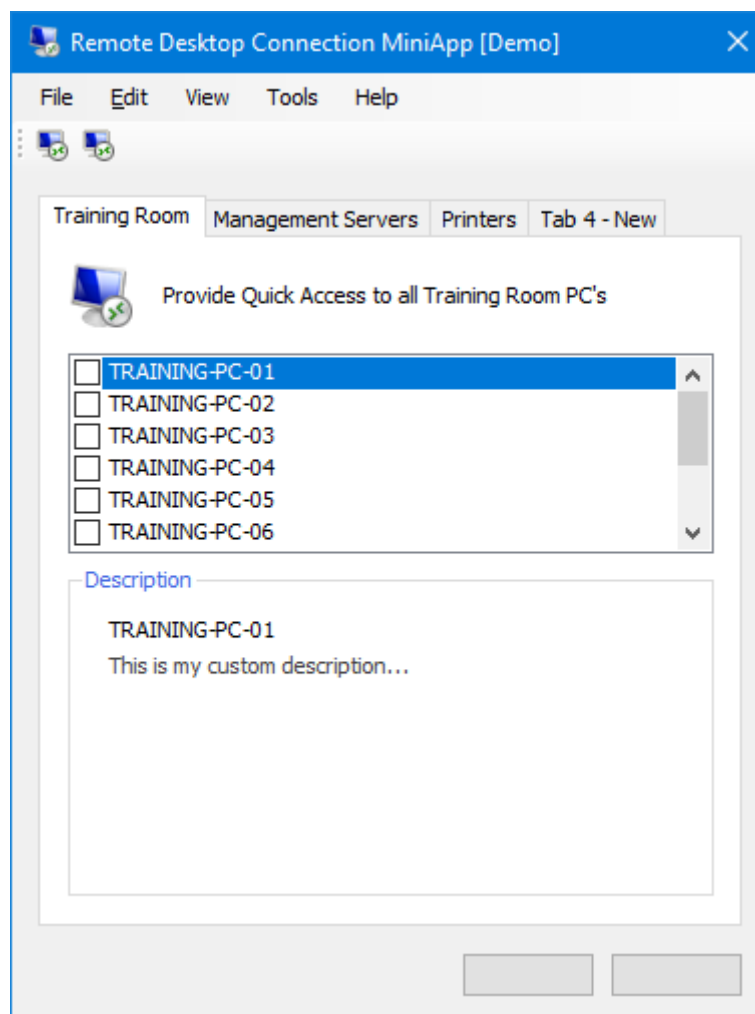 Remote Desktop Connection MiniApp [Demo]
File Edit View Tools Help
Training Room Management Servers Printers Tab 4 - New
Provide Quick Access to all Training Room PC's
TRAINING-PC-01
TRAINING-PC-02
TRAINING-PC-03
TRAINING-PC-04
TRAINING-PC-05
TRAINING-PC-06
Description
TRAINING-PC-01
This is my custom description...